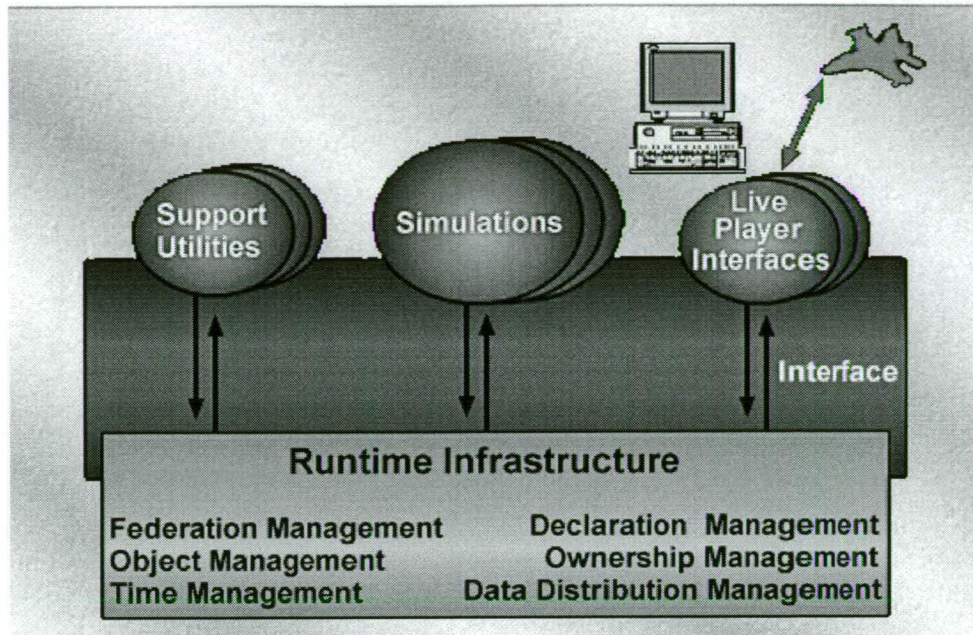 Support
Utilities
Simulations
Live
Player
Interfaces
Interface
Runtime Infrastructure
Federation Management
Object Management
Time Management
Declaration Management
Ownership Management
Data Distribution Management